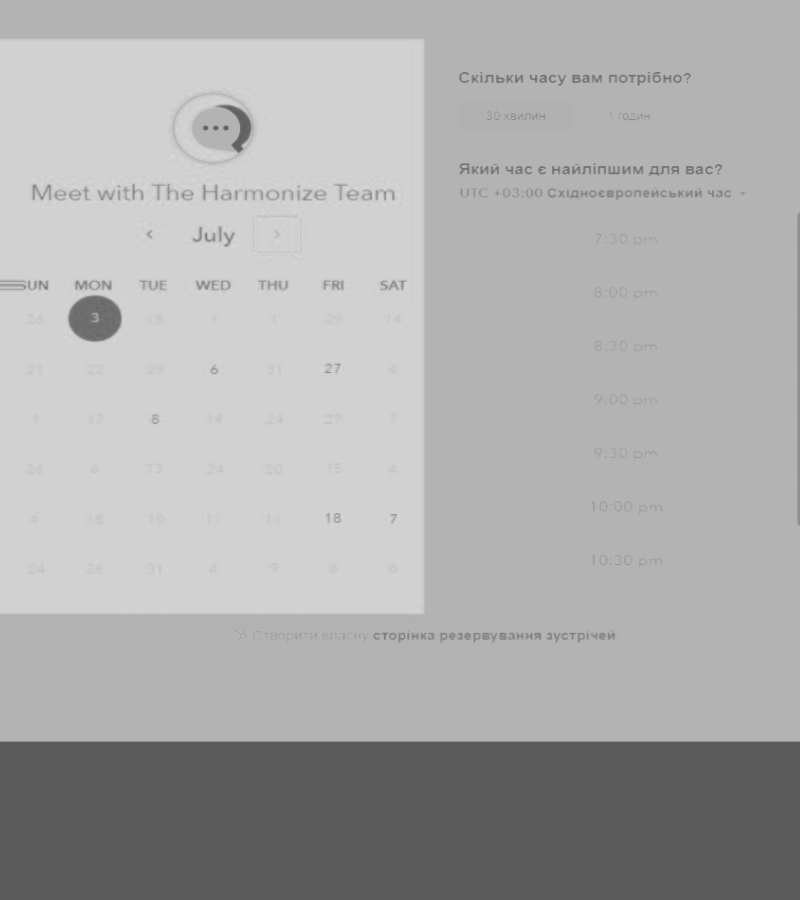 Meet with The Harmonize Team
July
SUN MON TUE WED THU FRI SAT
26 3 18 1 1 29 14
21 22 29 6 31 27 4
1 17 8 14 24 27 7
26 6 13 24 20 15 4
6 18 10 11 11 18 7
24 26 31 4 9 8 8
Скільки часу вам потрібно?
30 хвилин 1 годин
Який час є найліпшим для вас?
UTC +03:00 Східноєвропейський час
7:30 pm
8:00 pm
8:30 pm
9:00 pm
9:30 pm
10:00 pm
10:30 pm
Створити власну сторінка резервування зустрічей